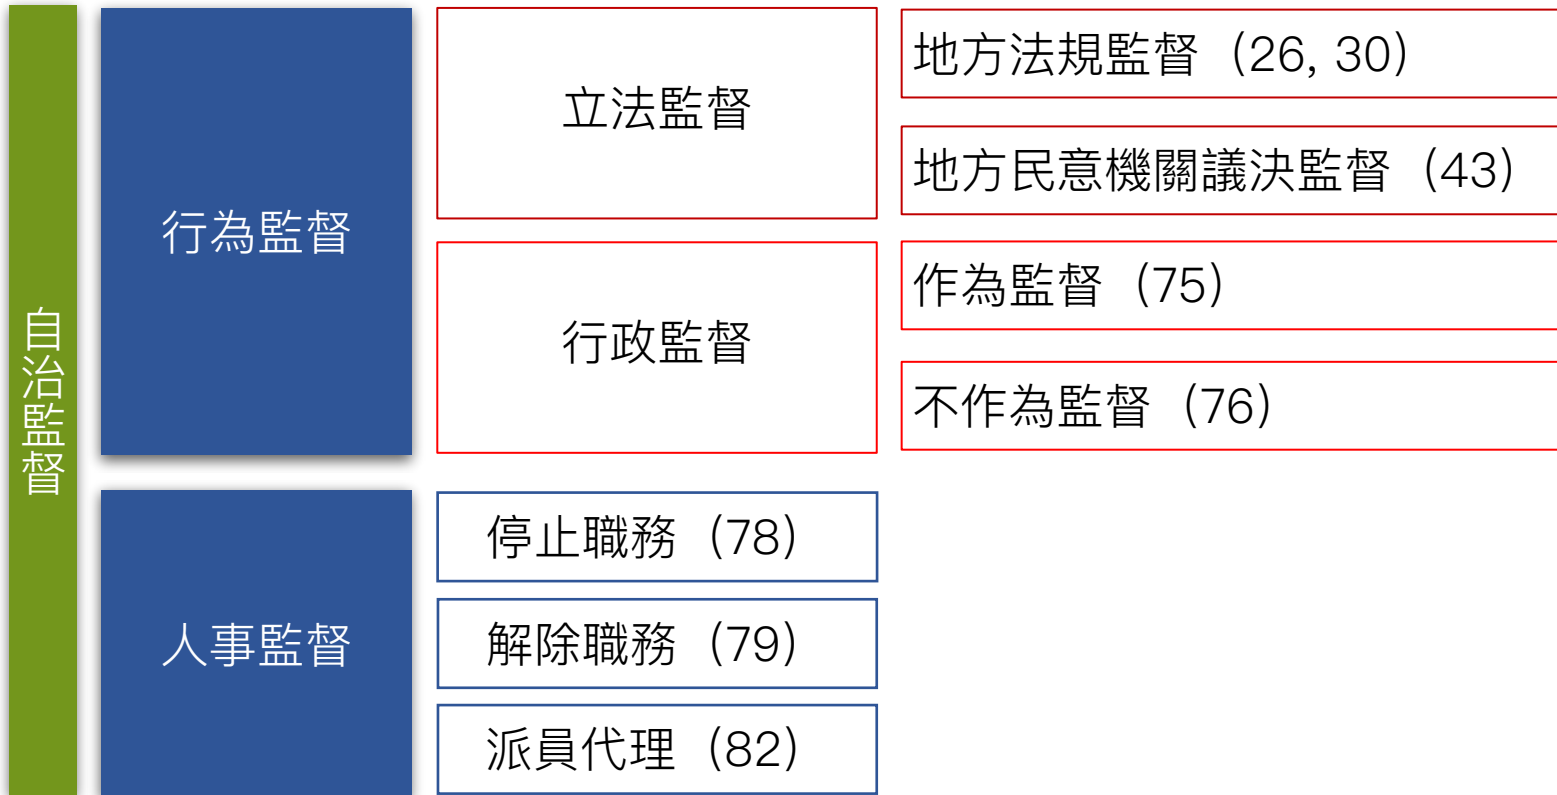 自治監督
行為監督
立法監督
地方法規監督（26, 30）
地方民意機關議決監督（43）
行政監督
作為監督（75）
不作為監督（76）
人事監督
停止職務（78）
解除職務（79）
派員代理（82）